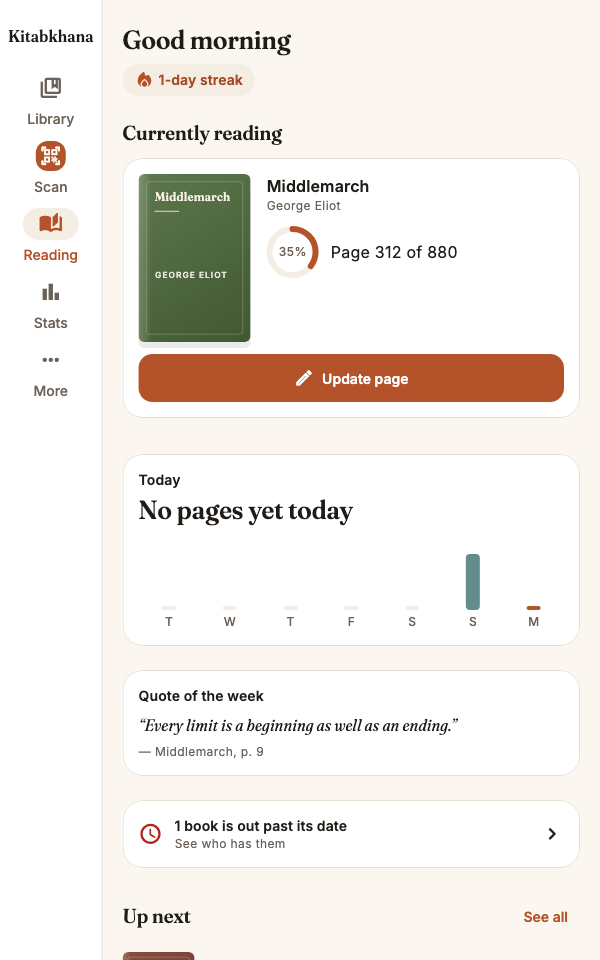 Kitabkhana
Library
Scan
Reading
Stats
More
Good morning
1-day streak
Currently reading
Middlemarch
GEORGE ELIOT
Middlemarch
George Eliot
35%
Page 312 of 880
Update page
Today
No pages yet today
T W T F S S M
Quote of the week
“Every limit is a beginning as well as an ending.”
— Middlemarch, p. 9
1 book is out past its date
See who has them
Up next
See all